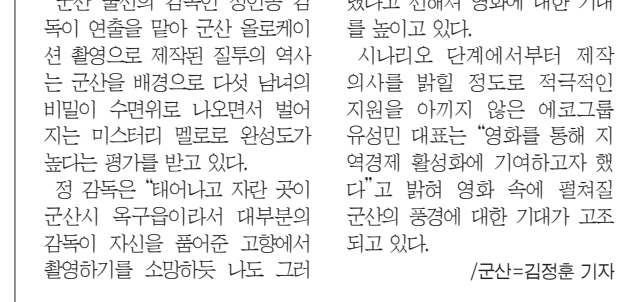 군산 출신의 감독인 정인봉 감
독이 연출을 맡아 군산 올로케이
션 촬영으로 제작된 질투의 역사
는 군산을 배경으로 다섯 남녀의
비밀이 수면위로 나오면서 벌어
지는 미스터리 멜로로 완성도가
높다는 평가를 받고 있다.
정 감독은 “태어나고 자란 곳이
군산시 옥구읍이라서 대부분의
감독이 자신을 품어준 고향에서
촬영하기를 소망하듯 나도 그러
했다고 전해져 영화에 대한 기대
를 높이고 있다.
시나리오 단계에서부터 제작
의사를 밝힐 정도로 적극적인
지원을 아끼지 않은 에코그룹
유성민 대표는 “영화를 통해 지
역경제 활성화에 기여하고자 했
다”고 밝혀 영화 속에 펼쳐질
군산의 풍경에 대한 기대가 고조
되고 있다.
/군산=김정훈 기자